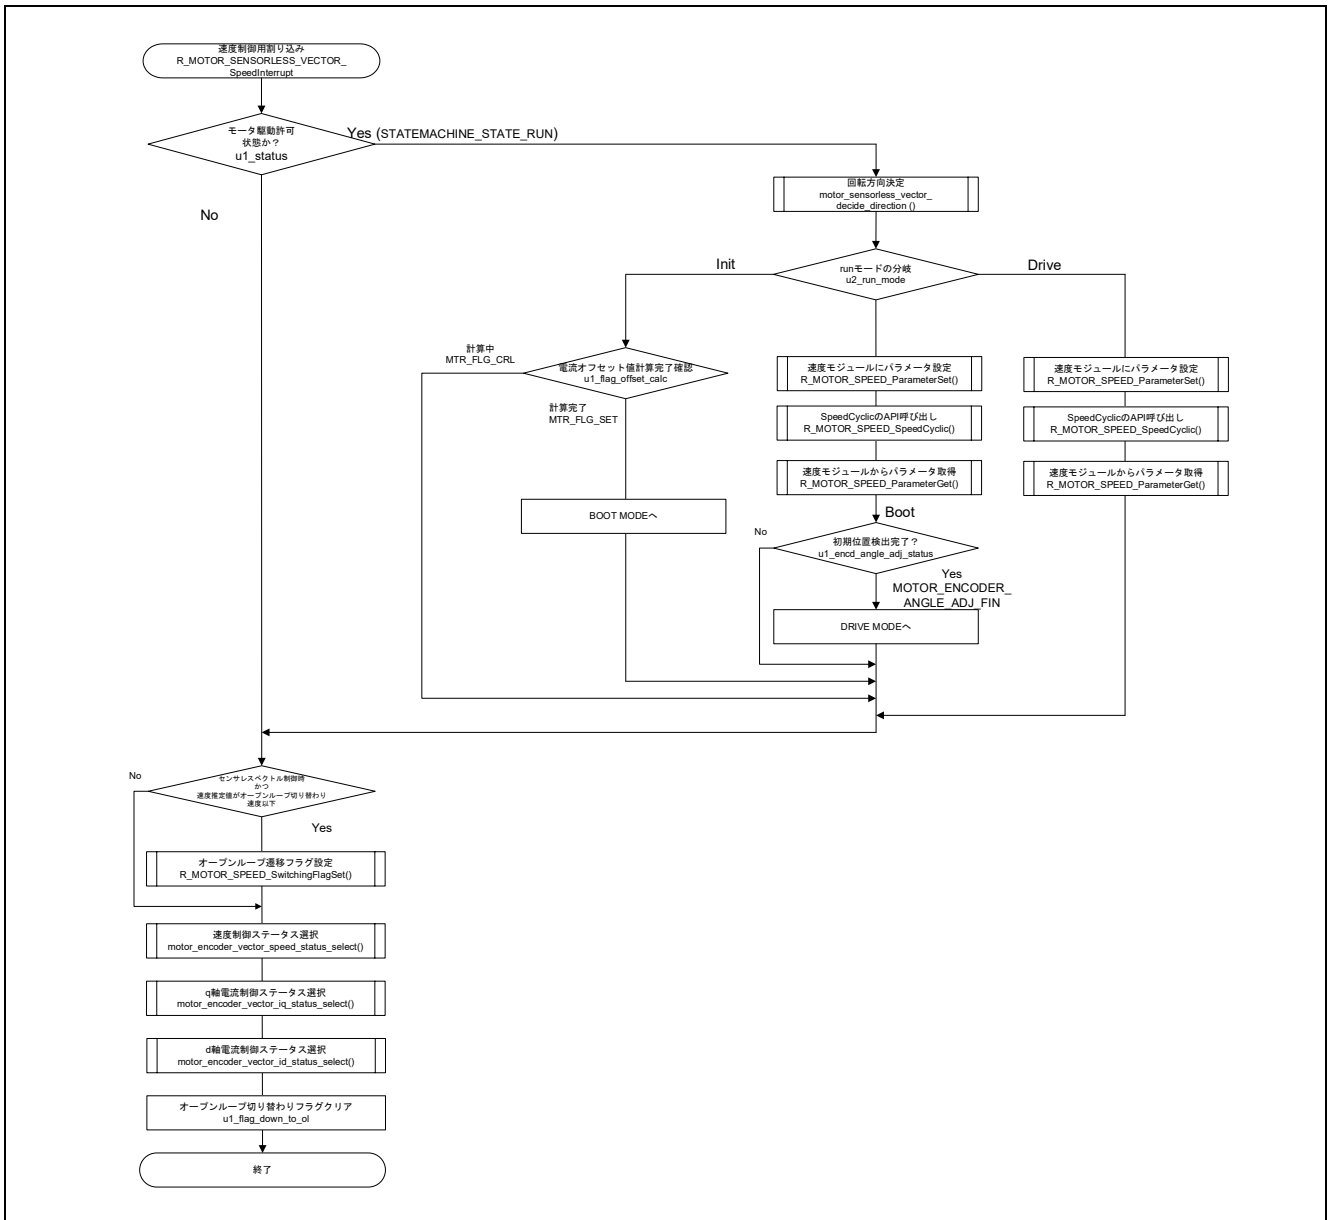 速度制御用割り込み
R_MOTOR_SENSORLESS_VECTOR_
SpeedInterrupt
モータ駆動許可
状態か？
u1_status
Yes (STATEMACHINE_STATE_RUN)
No
回転方向決定
motor_sensorless_vector_
decide_direction ()
runモードの分岐
u2_run_mode
Init
Drive
計算中
MTR_FLG_CRL
電流オフセット値計算完了確認
u1_flag_offset_calc
計算完了
MTR_FLG_SET
BOOT MODEへ
速度モジュールにパラメータ設定
R_MOTOR_SPEED_ParameterSet()
SpeedCyclicのAPI呼び出し
R_MOTOR_SPEED_SpeedCyclic()
速度モジュールからパラメータ取得
R_MOTOR_SPEED_ParameterGet()
Boot
No
初期位置検出完了？
u1_encd_angle_adj_status
Yes
MOTOR_ENCODER_
ANGLE_ADJ_FIN
DRIVE MODEへ
速度モジュールにパラメータ設定
R_MOTOR_SPEED_ParameterSet()
SpeedCyclicのAPI呼び出し
R_MOTOR_SPEED_SpeedCyclic()
速度モジュールからパラメータ取得
R_MOTOR_SPEED_ParameterGet()
No
センサレスベクトル制御時
かつ
速度推定値がオープンループ切り替わり
速度以下
Yes
オープンループ遷移フラグ設定
R_MOTOR_SPEED_SwitchingFlagSet()
速度制御ステータス選択
motor_encoder_vector_speed_status_select()
q軸電流制御ステータス選択
motor_encoder_vector_iq_status_select()
d軸電流制御ステータス選択
motor_encoder_vector_id_status_select()
オープンループ切り替わりフラグクリア
u1_flag_down_to_ol
終了